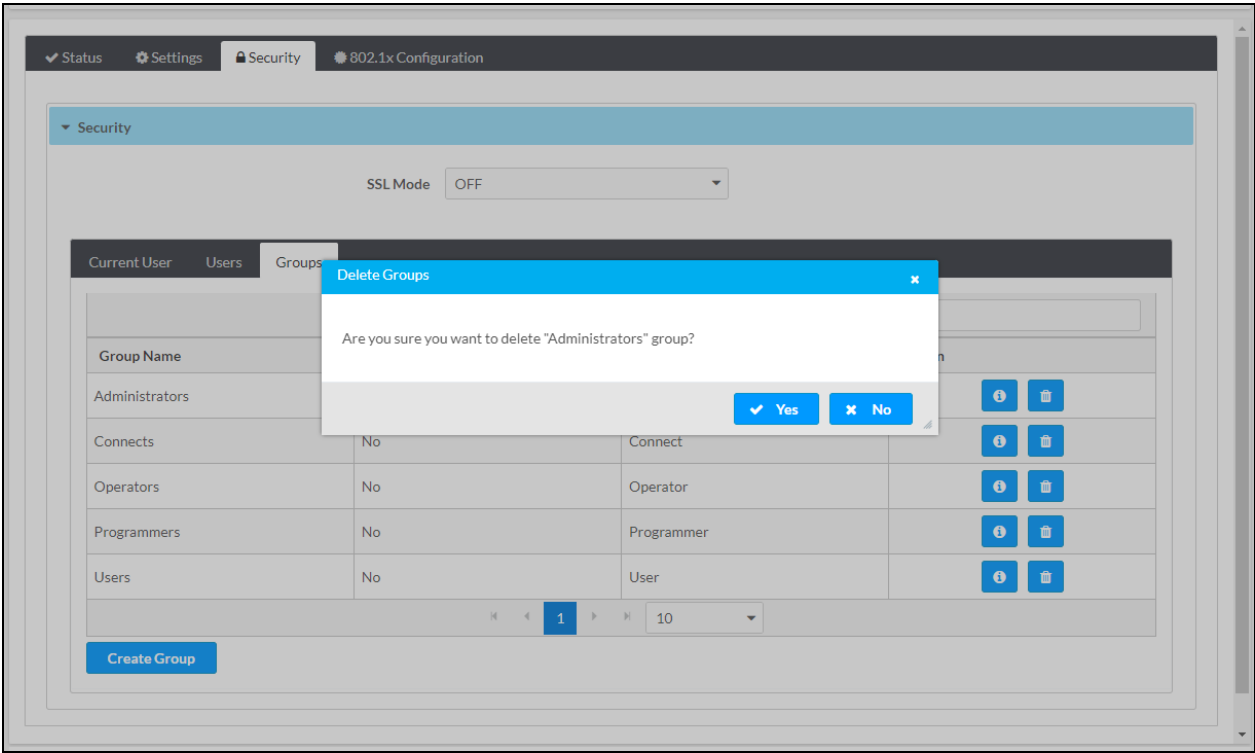 Status Settings Security 802.1x Configuration
Security
SSL Mode OFF
Current User Users Groups
Delete Groups
Are you sure you want to delete "Administrators" group?
Yes No
Group Name n
Administrators
Connects No Connect
Operators No Operator
Programmers No Programmer
Users No User
1 10
Create Group